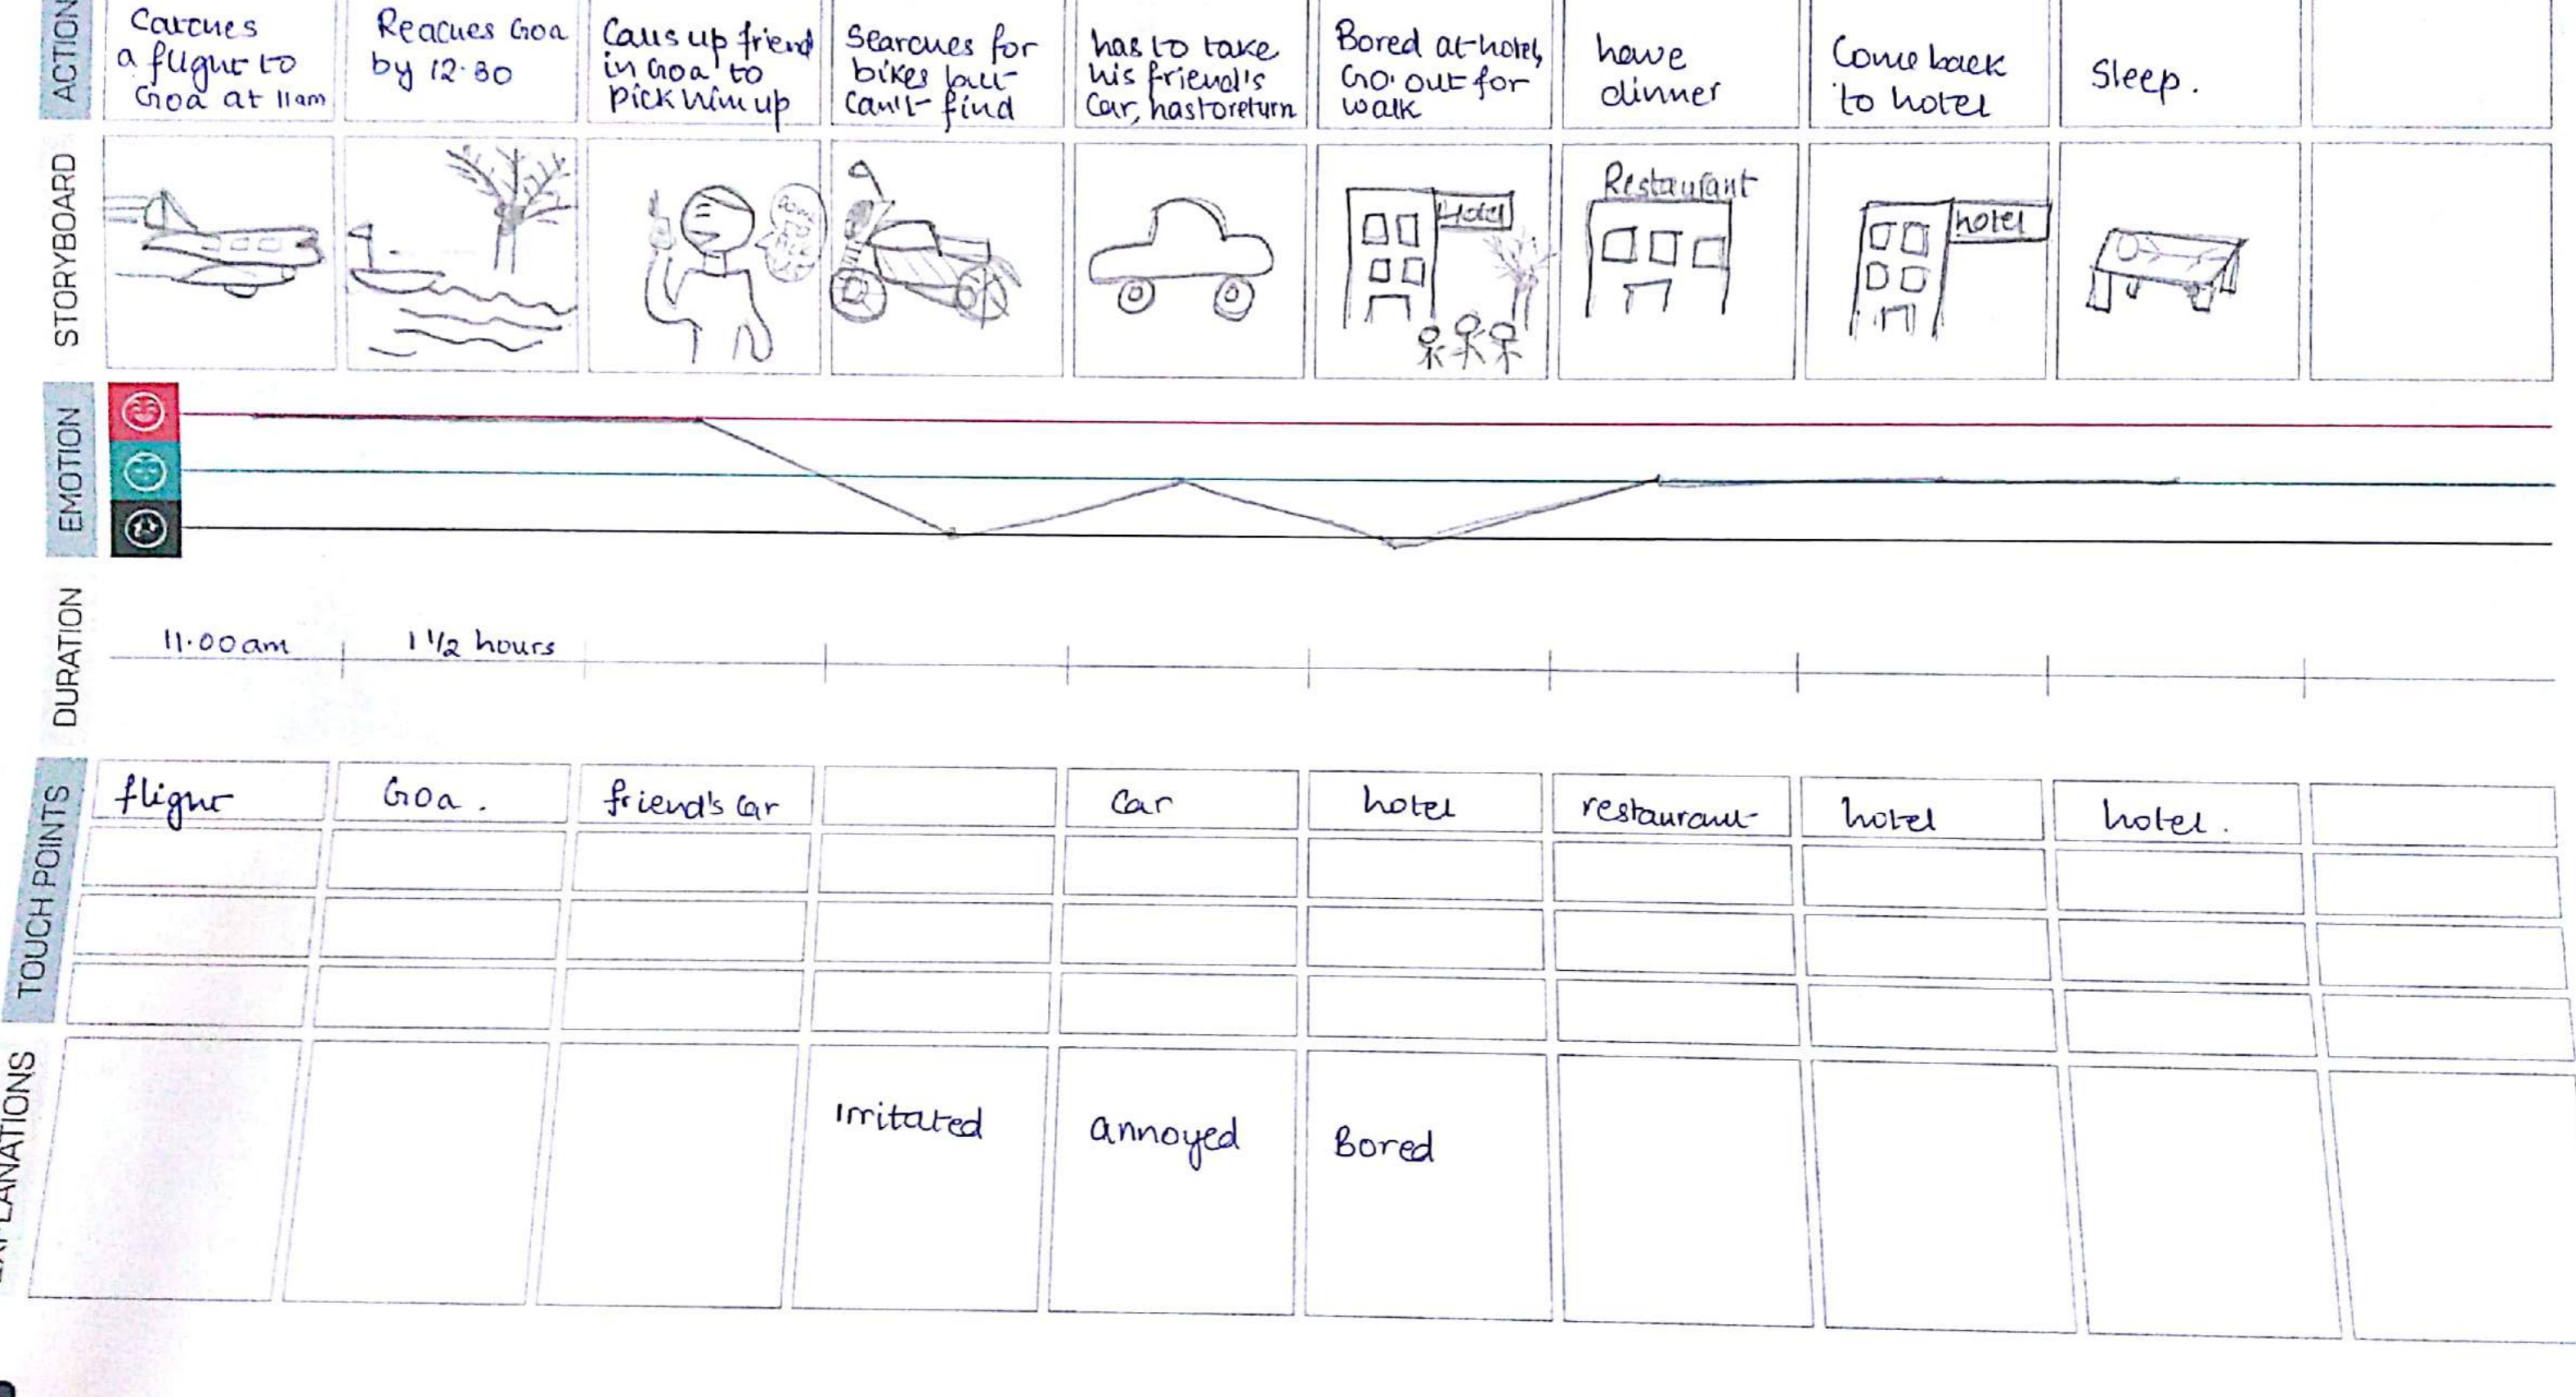 ACTION
Catches
a flight to
Goa at 11am
Reaches Goa
by 12.30
Calls up friend
in Goa to
pick him up
Searches for
bikes but
can't find
has to take
his friend's
Car, has to return
Bored at hotel,
Go out for
walk
have
dinner
Come back
to hotel
Sleep.
STORYBOARD
Hotel
Restaurant
hotel
EMOTION
DURATION
11.00am
1 1/2 hours
TOUCH POINTS
flight
Goa.
friend's Car
Car
hotel
restaurant
hotel
hotel.
EXPLANATIONS
Irritated
annoyed
Bored